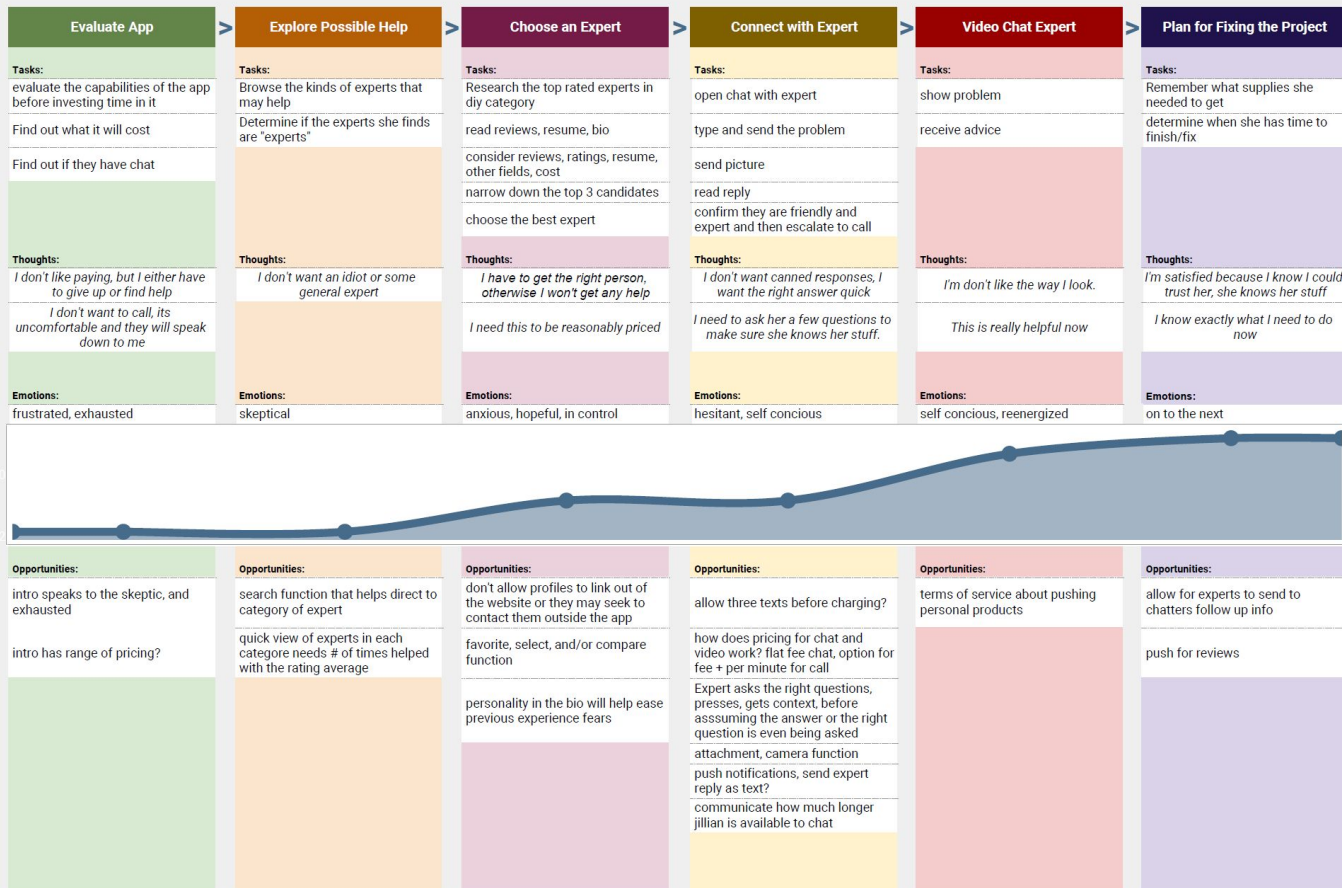 Evaluate App
>
Explore Possible Help
>
Choose an Expert
>
Connect with Expert
>
Video Chat Expert
>
Plan for Fixing the Project
Tasks:
evaluate the capabilities of the app
before investing time in it
Find out what it will cost
Find out if they have chat
Tasks:
Browse the kinds of experts that
may help
Determine if the experts she finds
are "experts"
Tasks:
Research the top rated experts in
diy category
read reviews, resume, bio
consider reviews, ratings, resume,
other fields, cost
narrow down the top 3 candidates
choose the best expert
Tasks:
open chat with expert
type and send the problem
send picture
read reply
confirm they are friendly and
expert and then escalate to call
Tasks:
show problem
receive advice
Tasks:
Remember what supplies she
needed to get
determine when she has time to
finish/fix
Thoughts:
I don't like paying, but I either have
to give up or find help
I don't want to call, its
uncomfortable and they will speak
down to me
Thoughts:
I don't want an idiot or some
general expert
Thoughts:
I have to get the right person,
otherwise I won't get any help
I need this to be reasonably priced
Thoughts:
I don't want canned responses, I
want the right answer quick
I need to ask her a few questions to
make sure she knows her stuff.
Thoughts:
I'm don't like the way I look.
This is really helpful now
Thoughts:
I'm satisfied because I know I could
trust her, she knows her stuff
I know exactly what I need to do
now
Emotions:
frustrated, exhausted
Emotions:
skeptical
Emotions:
anxious, hopeful, in control
Emotions:
hesitant, self concious
Emotions:
self concious, reenergized
Emotions:
on to the next
Opportunities:
intro speaks to the skeptic, and
exhausted
intro has range of pricing?
Opportunities:
search function that helps direct to
category of expert
quick view of experts in each
categore needs # of times helped
with the rating average
Opportunities:
don't allow profiles to link out of
the website or they may seek to
contact them outside the app
favorite, select, and/or compare
function
personality in the bio will help ease
previous experience fears
Opportunities:
allow three texts before charging?
how does pricing for chat and
video work? flat fee chat, option for
fee + per minute for call
Expert asks the right questions,
presses, gets context, before
asssuming the answer or the right
question is even being asked
attachment, camera function
push notifications, send expert
reply as text?
communicate how much longer
jillian is available to chat
Opportunities:
terms of service about pushing
personal products
Opportunities:
allow for experts to send to
chatters follow up info
push for reviews